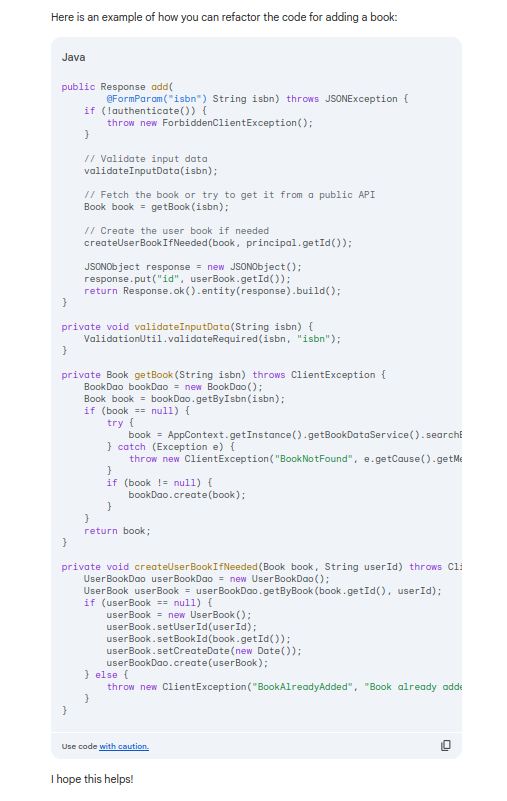 Here is an example of how you can refactor the code for adding a book:
Java
public Response add(
        @FormParam("isbn") String isbn) throws JSONException {
    if (!authenticate()) {
        throw new ForbiddenClientException();
    }

    // Validate input data
    validateInputData(isbn);

    // Fetch the book or try to get it from a public API
    Book book = getBook(isbn);

    // Create the user book if needed
    createUserBookIfNeeded(book, principal.getId());

    JSONObject response = new JSONObject();
    response.put("id", userBook.getId());
    return Response.ok().entity(response).build();
}

private void validateInputData(String isbn) {
    ValidationUtil.validateRequired(isbn, "isbn");
}

private Book getBook(String isbn) throws ClientException {
    BookDao bookDao = new BookDao();
    Book book = bookDao.getByIsbn(isbn);
    if (book == null) {
        try {
            book = AppContext.getInstance().getBookDataService().search
        } catch (Exception e) {
            throw new ClientException("BookNotFound", e.getCause().getMe
        }
        if (book != null) {
            bookDao.create(book);
        }
    }
    return book;
}

private void createUserBookIfNeeded(Book book, String userId) throws Cli
    UserBookDao userBookDao = new UserBookDao();
    UserBook userBook = userBookDao.getByBook(book.getId(), userId);
    if (userBook == null) {
        userBook = new UserBook();
        userBook.setUserId(userId);
        userBook.setBookId(book.getId());
        userBook.setCreateDate(new Date());
        userBookDao.create(userBook);
    } else {
        throw new ClientException("BookAlreadyAdded", "Book already adde
    }
}
Use code with caution.
I hope this helps!